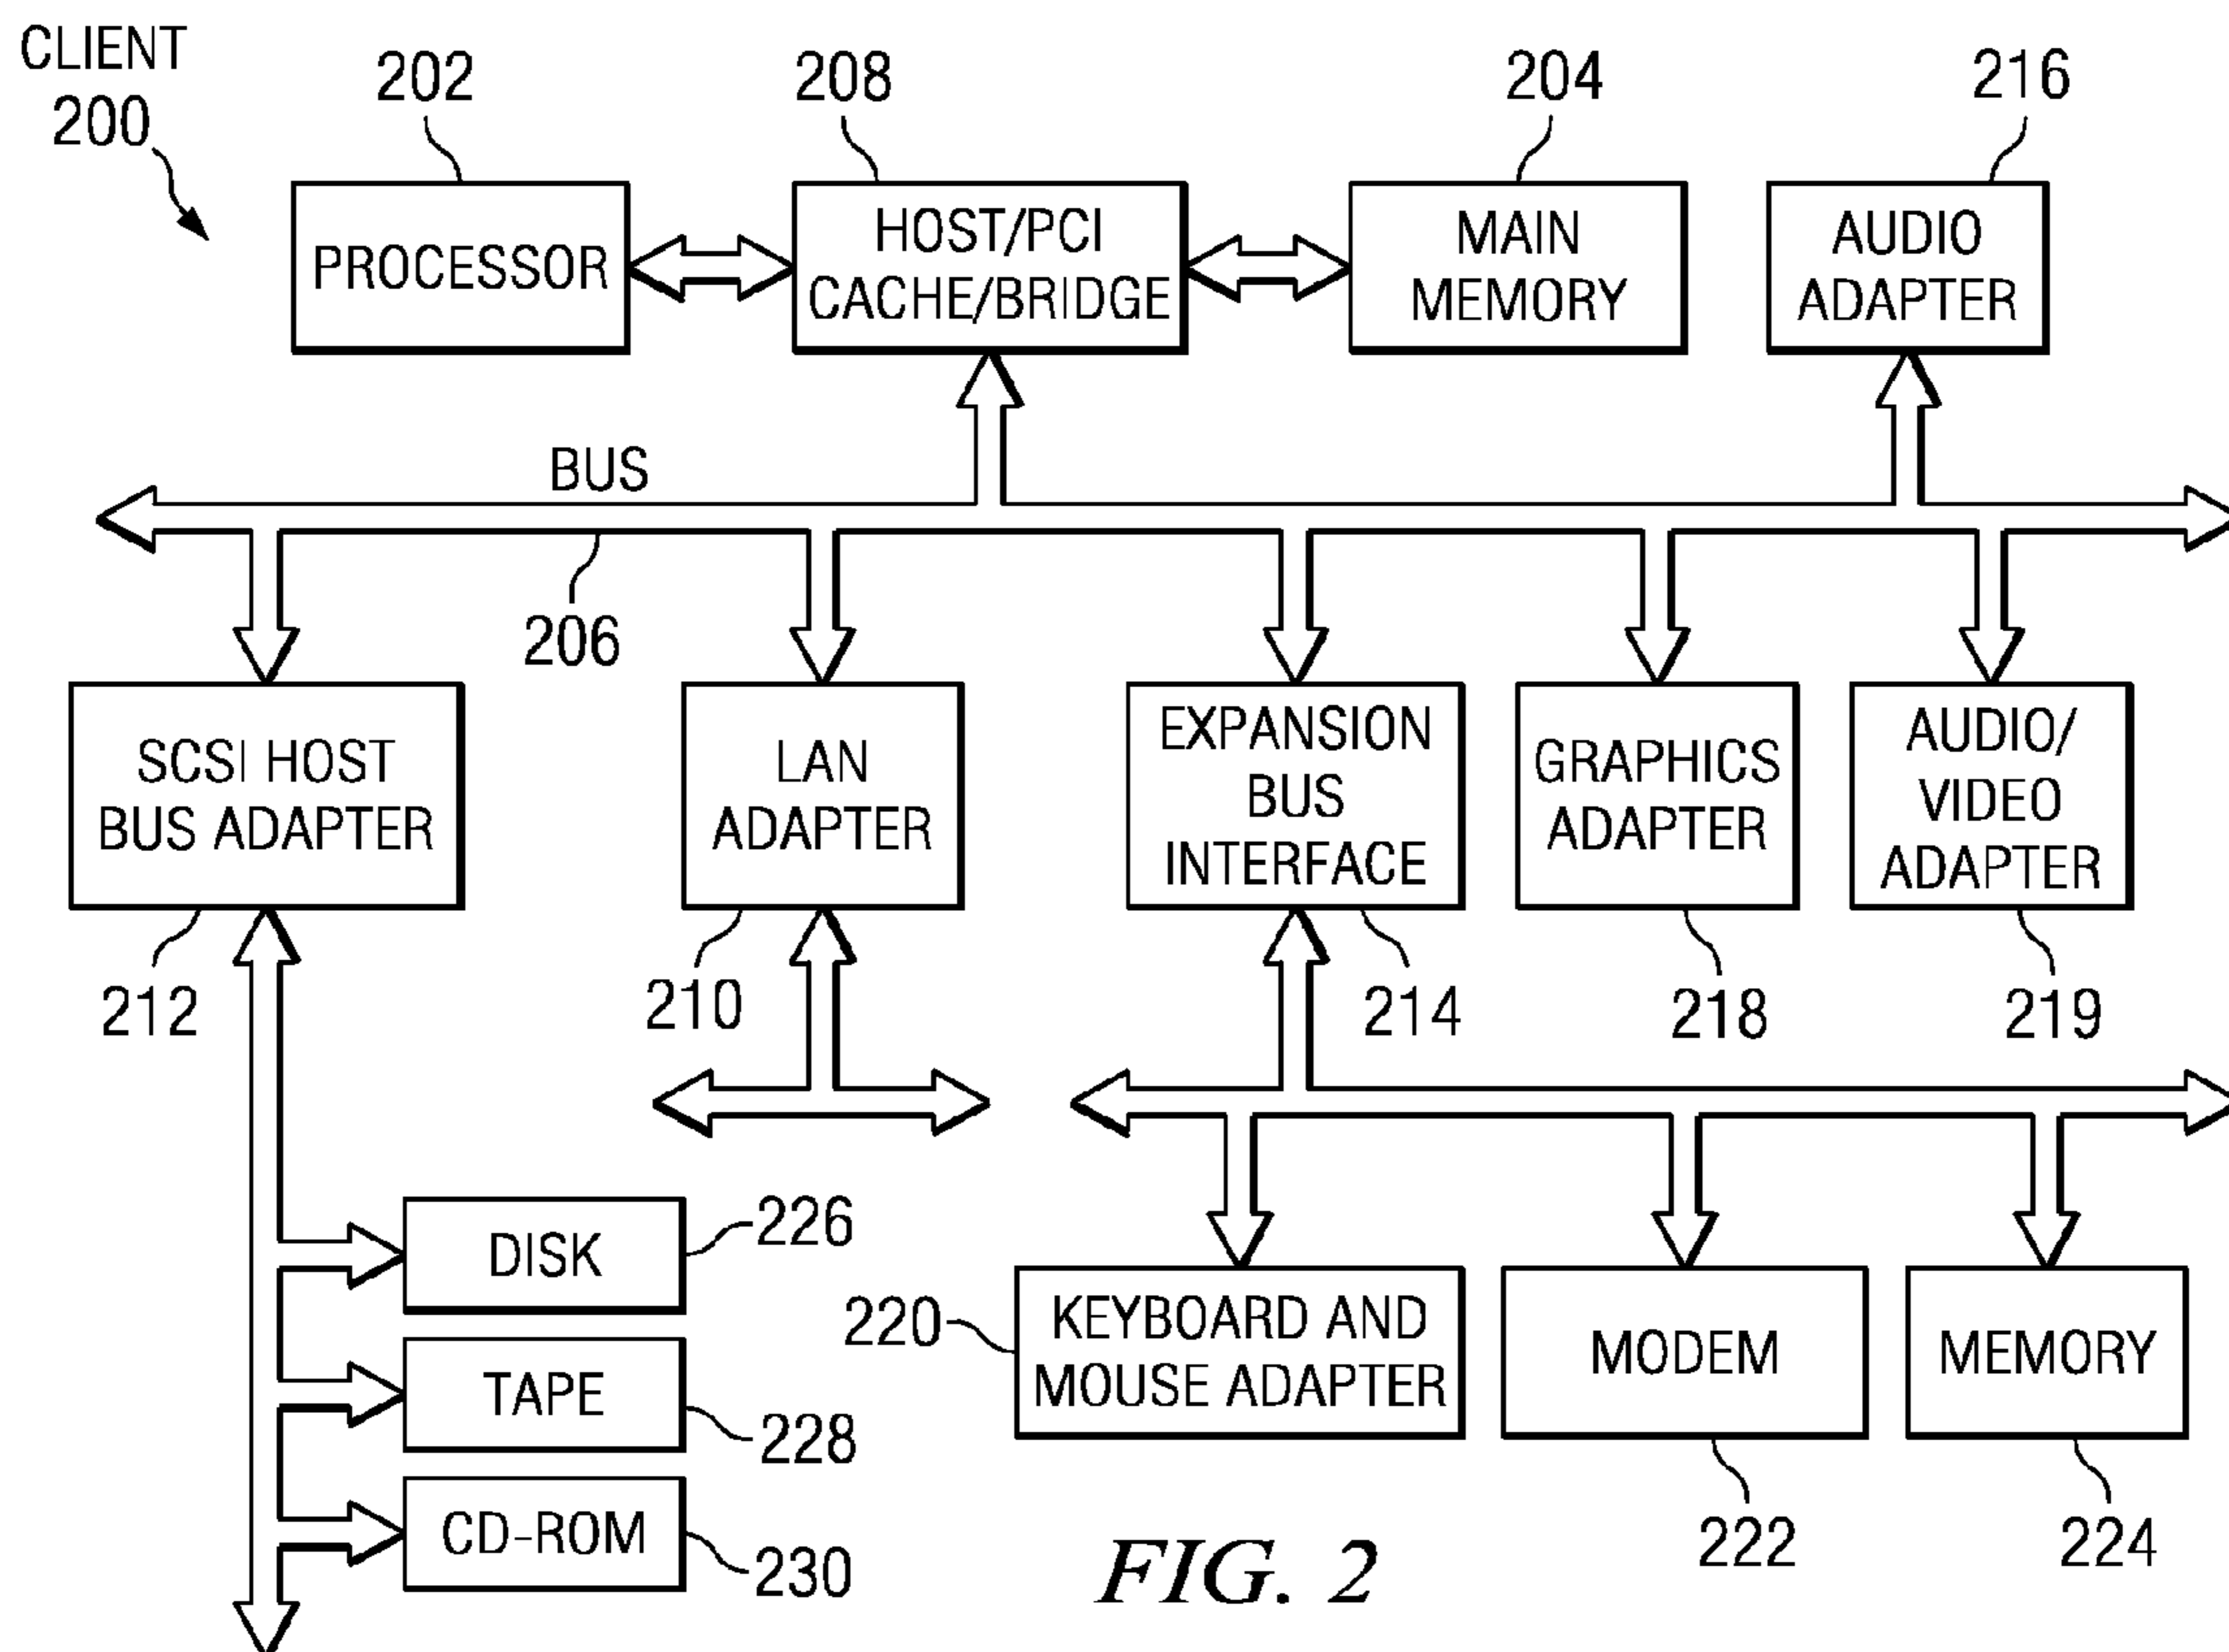 CLIENT
200
202
208
204
216
PROCESSOR
HOST/PCI
CACHE/BRIDGE
MAIN
MEMORY
AUDIO
ADAPTER
BUS
206
SCSI HOST
BUS ADAPTER
LAN
ADAPTER
EXPANSION
BUS
INTERFACE
GRAPHICS
ADAPTER
AUDIO/
VIDEO
ADAPTER
212
210
214
218
219
DISK
226
TAPE
228
CD-ROM
230
220
KEYBOARD AND
MOUSE ADAPTER
MODEM
MEMORY
222
224
FIG. 2